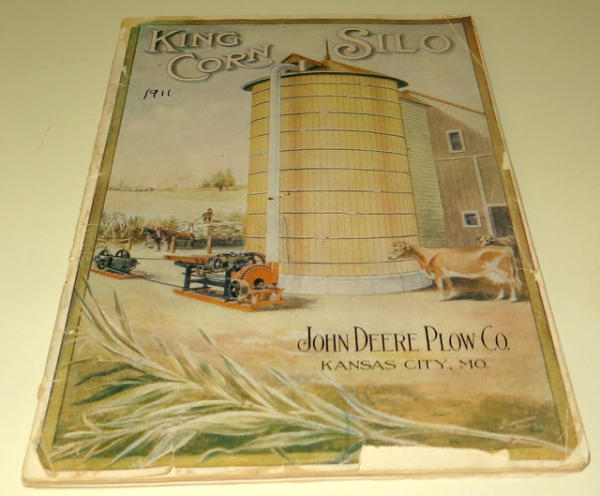 KING CORN SILO
1911
JOHN DEERE PLOW CO.
KANSAS CITY, MO.